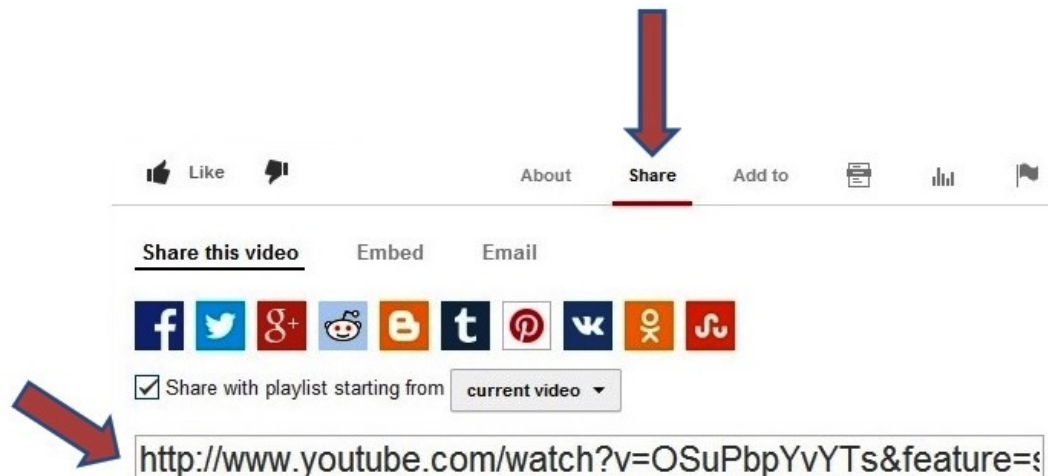 Like About Share Add to
Share this video Embed Email
f g+ B t P VK
Share with playlist starting from current video
http://www.youtube.com/watch?v=OSuPbpYvYTs&feature=